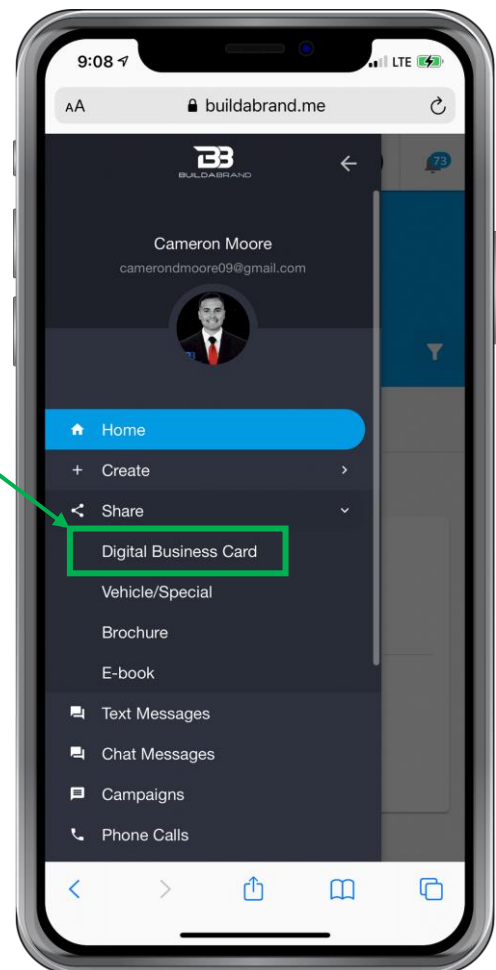 9:08
LTE
AA
buildabrand.me
BB
BUILDABRAND
73
Cameron Moore
camerondmoore09@gmail.com
Home
Create
Share
Digital Business Card
Vehicle/Special
Brochure
E-book
Text Messages
Chat Messages
Campaigns
Phone Calls